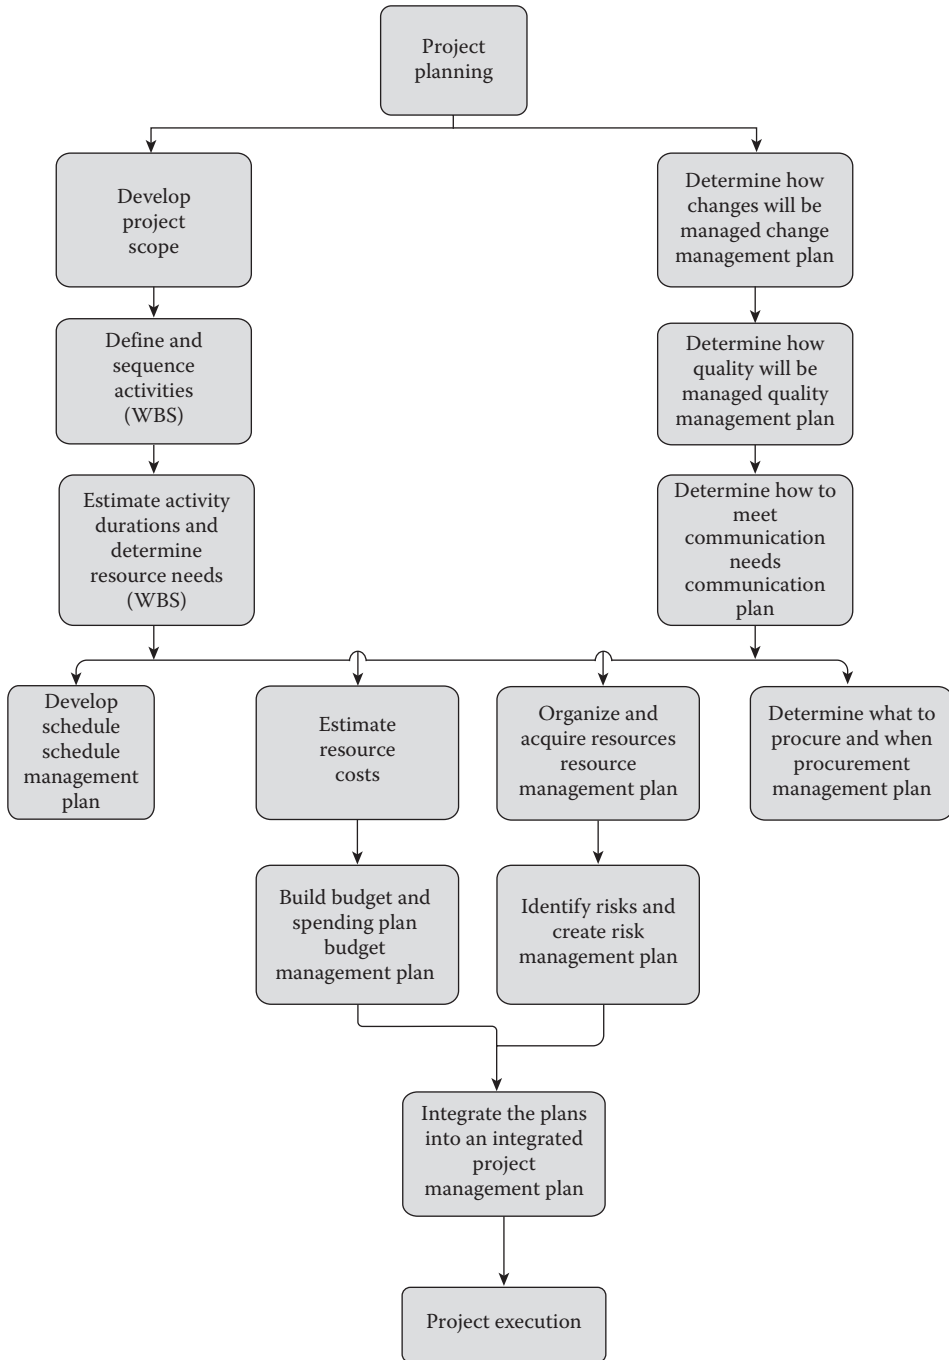 Project
planning
Develop
project
scope
Determine how
changes will be
managed change
management plan
Define and
sequence
activities
(WBS)
Determine how
quality will be
managed quality
management plan
Estimate activity
durations and
determine
resource needs
(WBS)
Determine how to
meet
communication
needs
communication
plan
Develop
schedule
schedule
management
plan
Estimate
resource
costs
Organize and
acquire resources
resource
management plan
Determine what to
procure and when
procurement
management plan
Build budget and
spending plan
budget
management plan
Identify risks and
create risk
management plan
Integrate the plans
into an integrated
project
management plan
Project execution